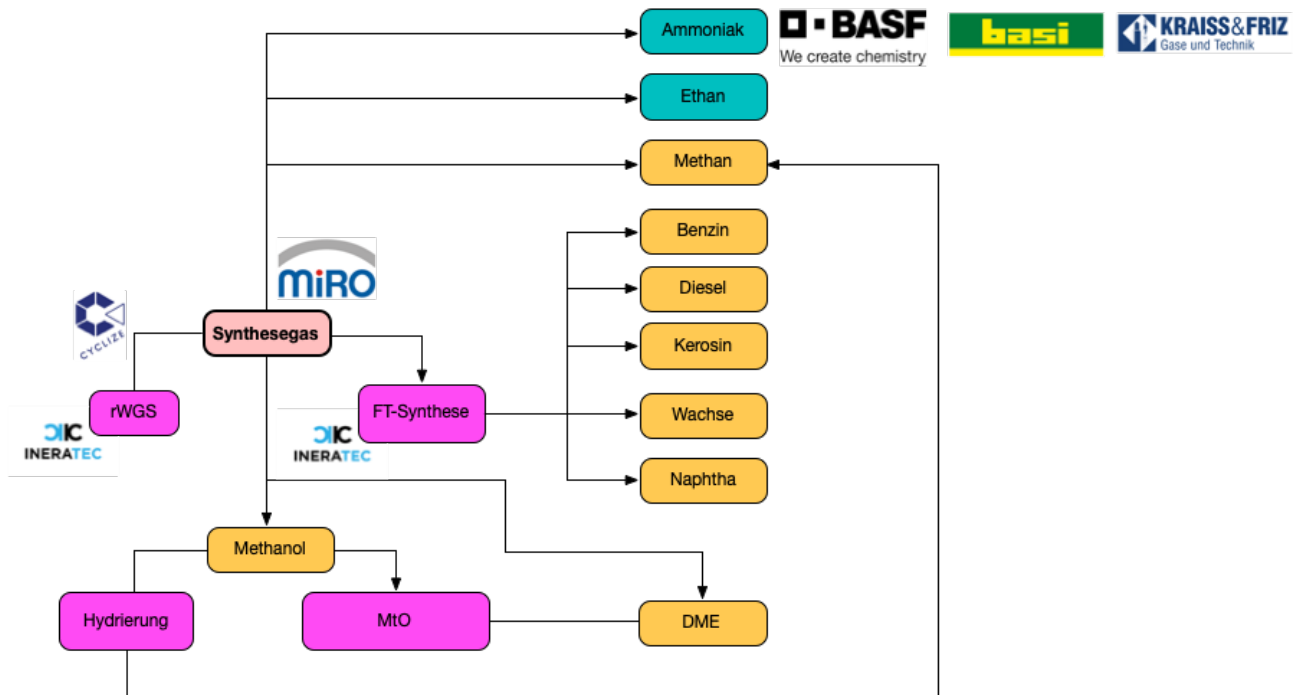 Ammoniak
BASF
We create chemistry
basi
KRAISS&FRIZ
Gase und Technik
Ethan
Methan
Benzin
MiRO
Diesel
CYCLIZE
Synthesegas
Kerosin
rWGS
FT-Synthese
Wachse
INERATEC
INERATEC
Naphtha
Methanol
Hydrierung
MtO
DME